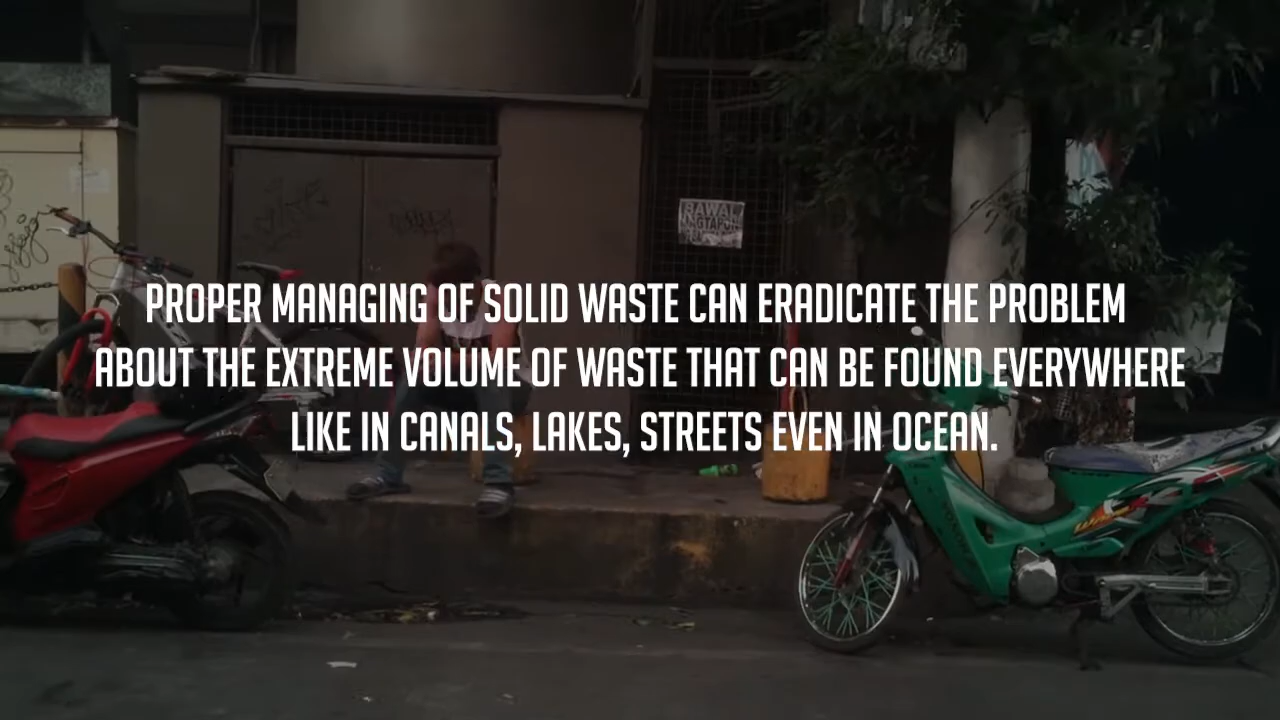 BAWAL
MAGTAPON
PROPER MANAGING OF SOLID WASTE CAN ERADICATE THE PROBLEM
ABOUT THE EXTREME VOLUME OF WASTE THAT CAN BE FOUND EVERYWHERE
LIKE IN CANALS, LAKES, STREETS EVEN IN OCEAN.